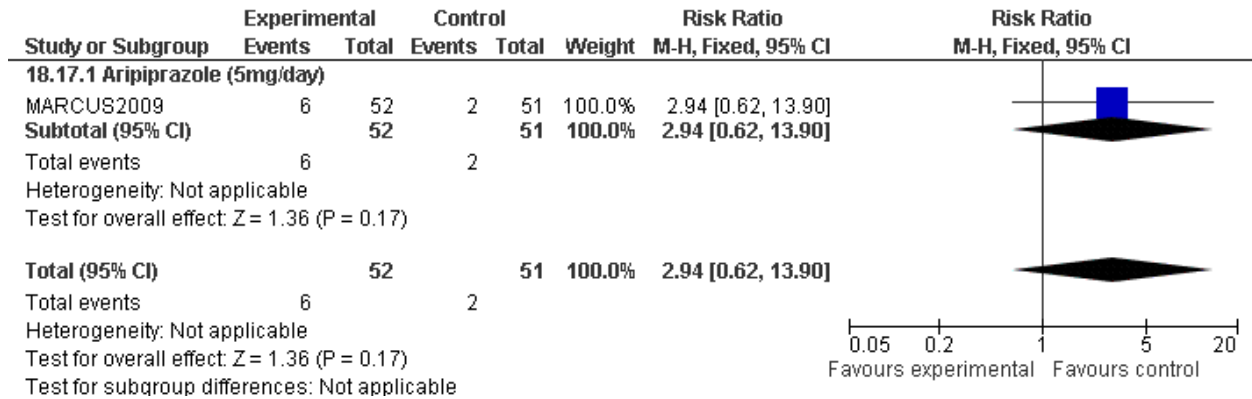 Experimental Control Risk Ratio Risk Ratio
Study or Subgroup Events Total Events Total Weight M-H, Fixed, 95% CI M-H, Fixed, 95% CI
18.17.1 Aripiprazole (5mg/day)
MARCUS2009 6 52 2 51 100.0% 2.94 [0.62, 13.90]
Subtotal (95% CI) 52 51 100.0% 2.94 [0.62, 13.90]
Total events 6 2
Heterogeneity: Not applicable
Test for overall effect: Z = 1.36 (P = 0.17)
Total (95% CI) 52 51 100.0% 2.94 [0.62, 13.90]
Total events 6 2
Heterogeneity: Not applicable
Test for overall effect: Z = 1.36 (P = 0.17)
Test for subgroup differences: Not applicable
0.05 0.2 1 5 20
Favours experimental Favours control